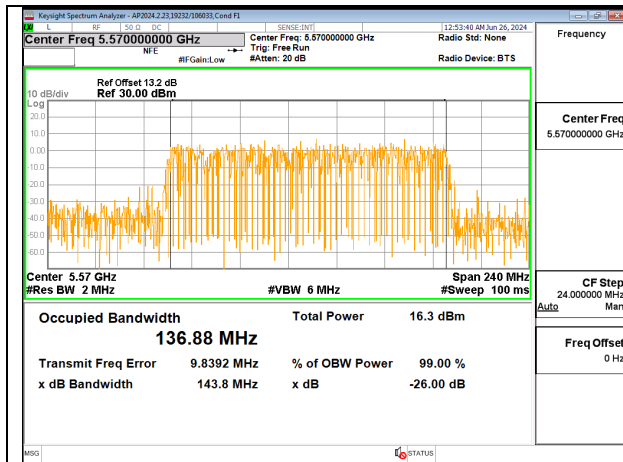 Keysight Spectrum Analyzer - AP2024.2.23,19232/106033, Cond F1
L RF 50 Ω DC SENSE:INT 12:53:40 AM Jun 26, 2024
Center Freq 5.570000000 GHz Center Freq: 5.570000000 GHz Radio Std: None
NFE Trig: Free Run
#IFGain:Low #Atten: 20 dB Radio Device: BTS
Frequency
Ref Offset 13.2 dB
10 dB/div Ref 30.00 dBm
Log
20.0
10.0
0.00
-10.0
-20.0
-30.0
-40.0
-50.0
-60.0
Center 5.57 GHz Span 240 MHz
#Res BW 2 MHz #VBW 6 MHz #Sweep 100 ms
Center Freq
5.570000000 GHz
CF Step
24.000000 MHz
Auto Man
Freq Offset
0 Hz
Occupied Bandwidth Total Power 16.3 dBm
136.88 MHz
Transmit Freq Error 9.8392 MHz % of OBW Power 99.00 %
x dB Bandwidth 143.8 MHz x dB -26.00 dB
MSG STATUS